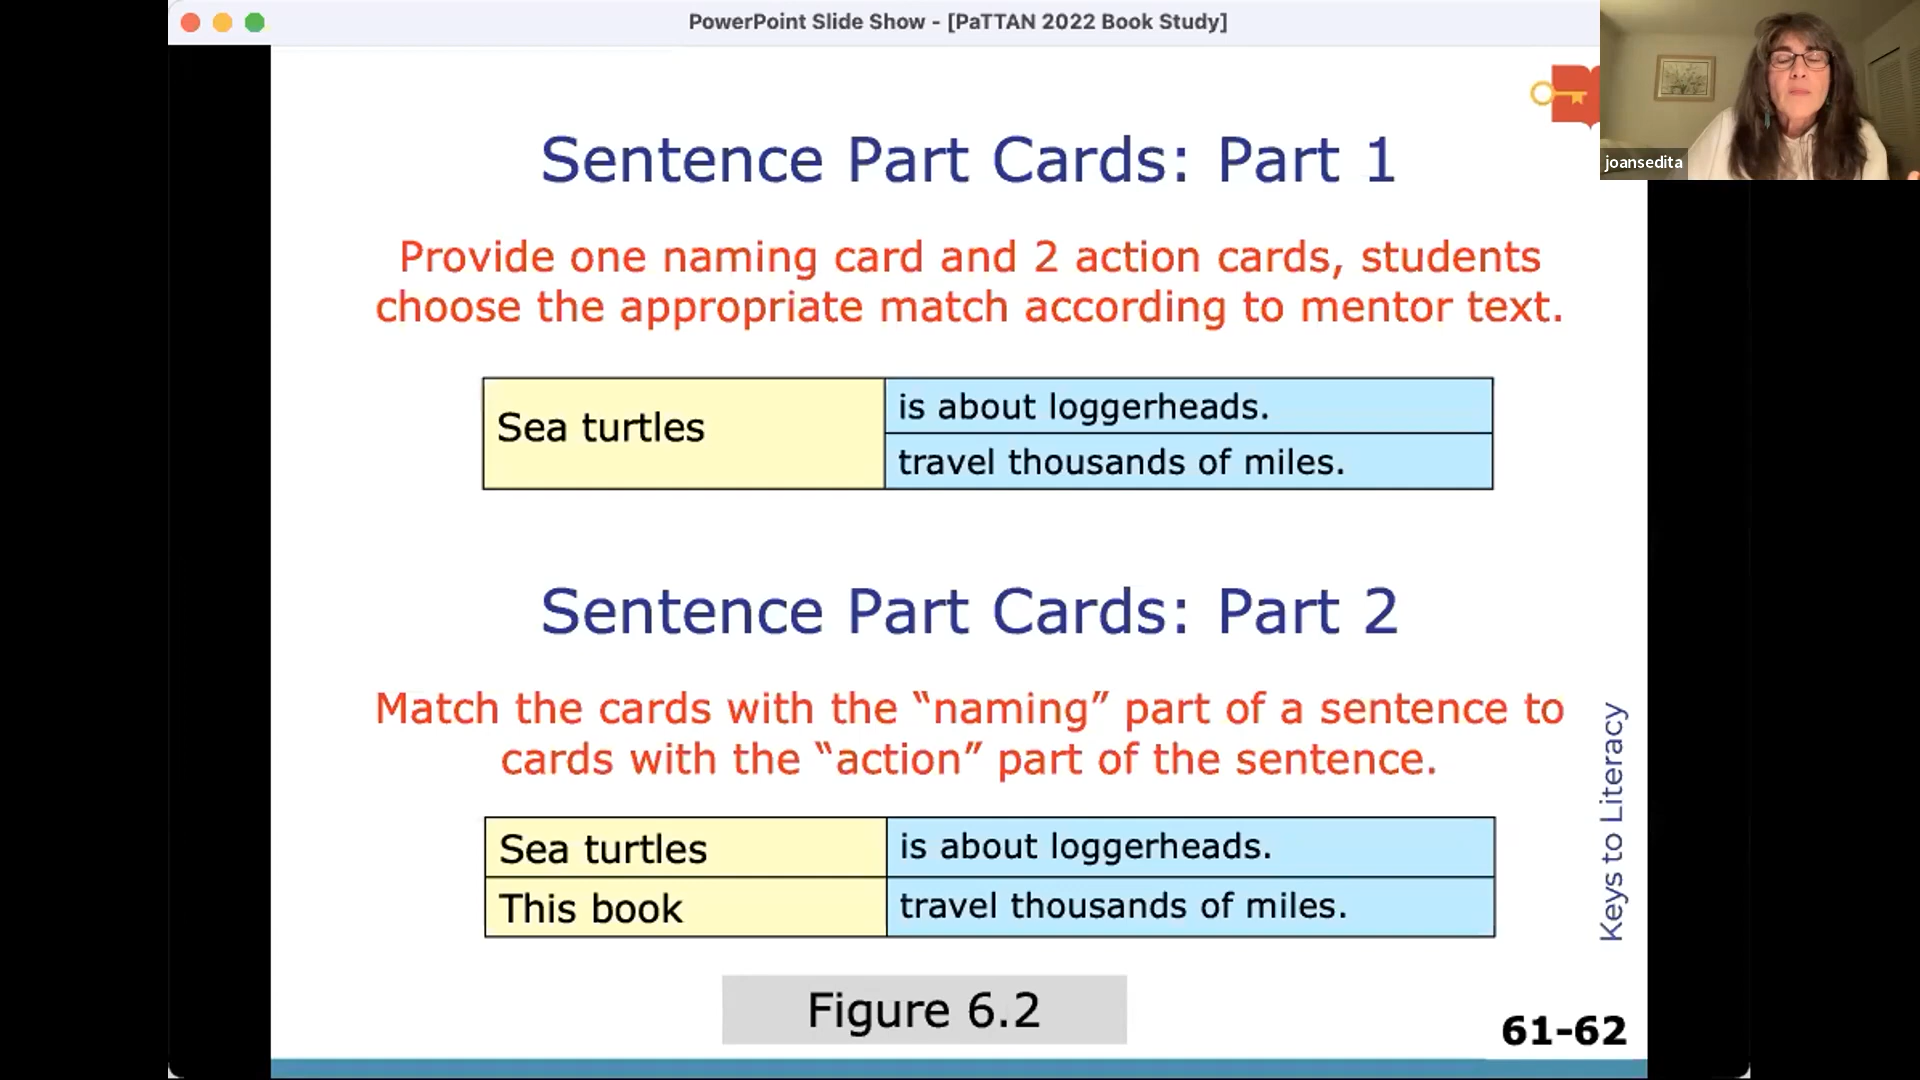 PowerPoint Slide Show - [PaTTAN 2022 Book Study]
joansedita
Sentence Part Cards: Part 1
Provide one naming card and 2 action cards, students
choose the appropriate match according to mentor text.
Sea turtles
is about loggerheads.
travel thousands of miles.
Sentence Part Cards: Part 2
Match the cards with the “naming” part of a sentence to
cards with the “action” part of the sentence.
Sea turtles
is about loggerheads.
This book
travel thousands of miles.
Keys to Literacy
Figure 6.2
61-62